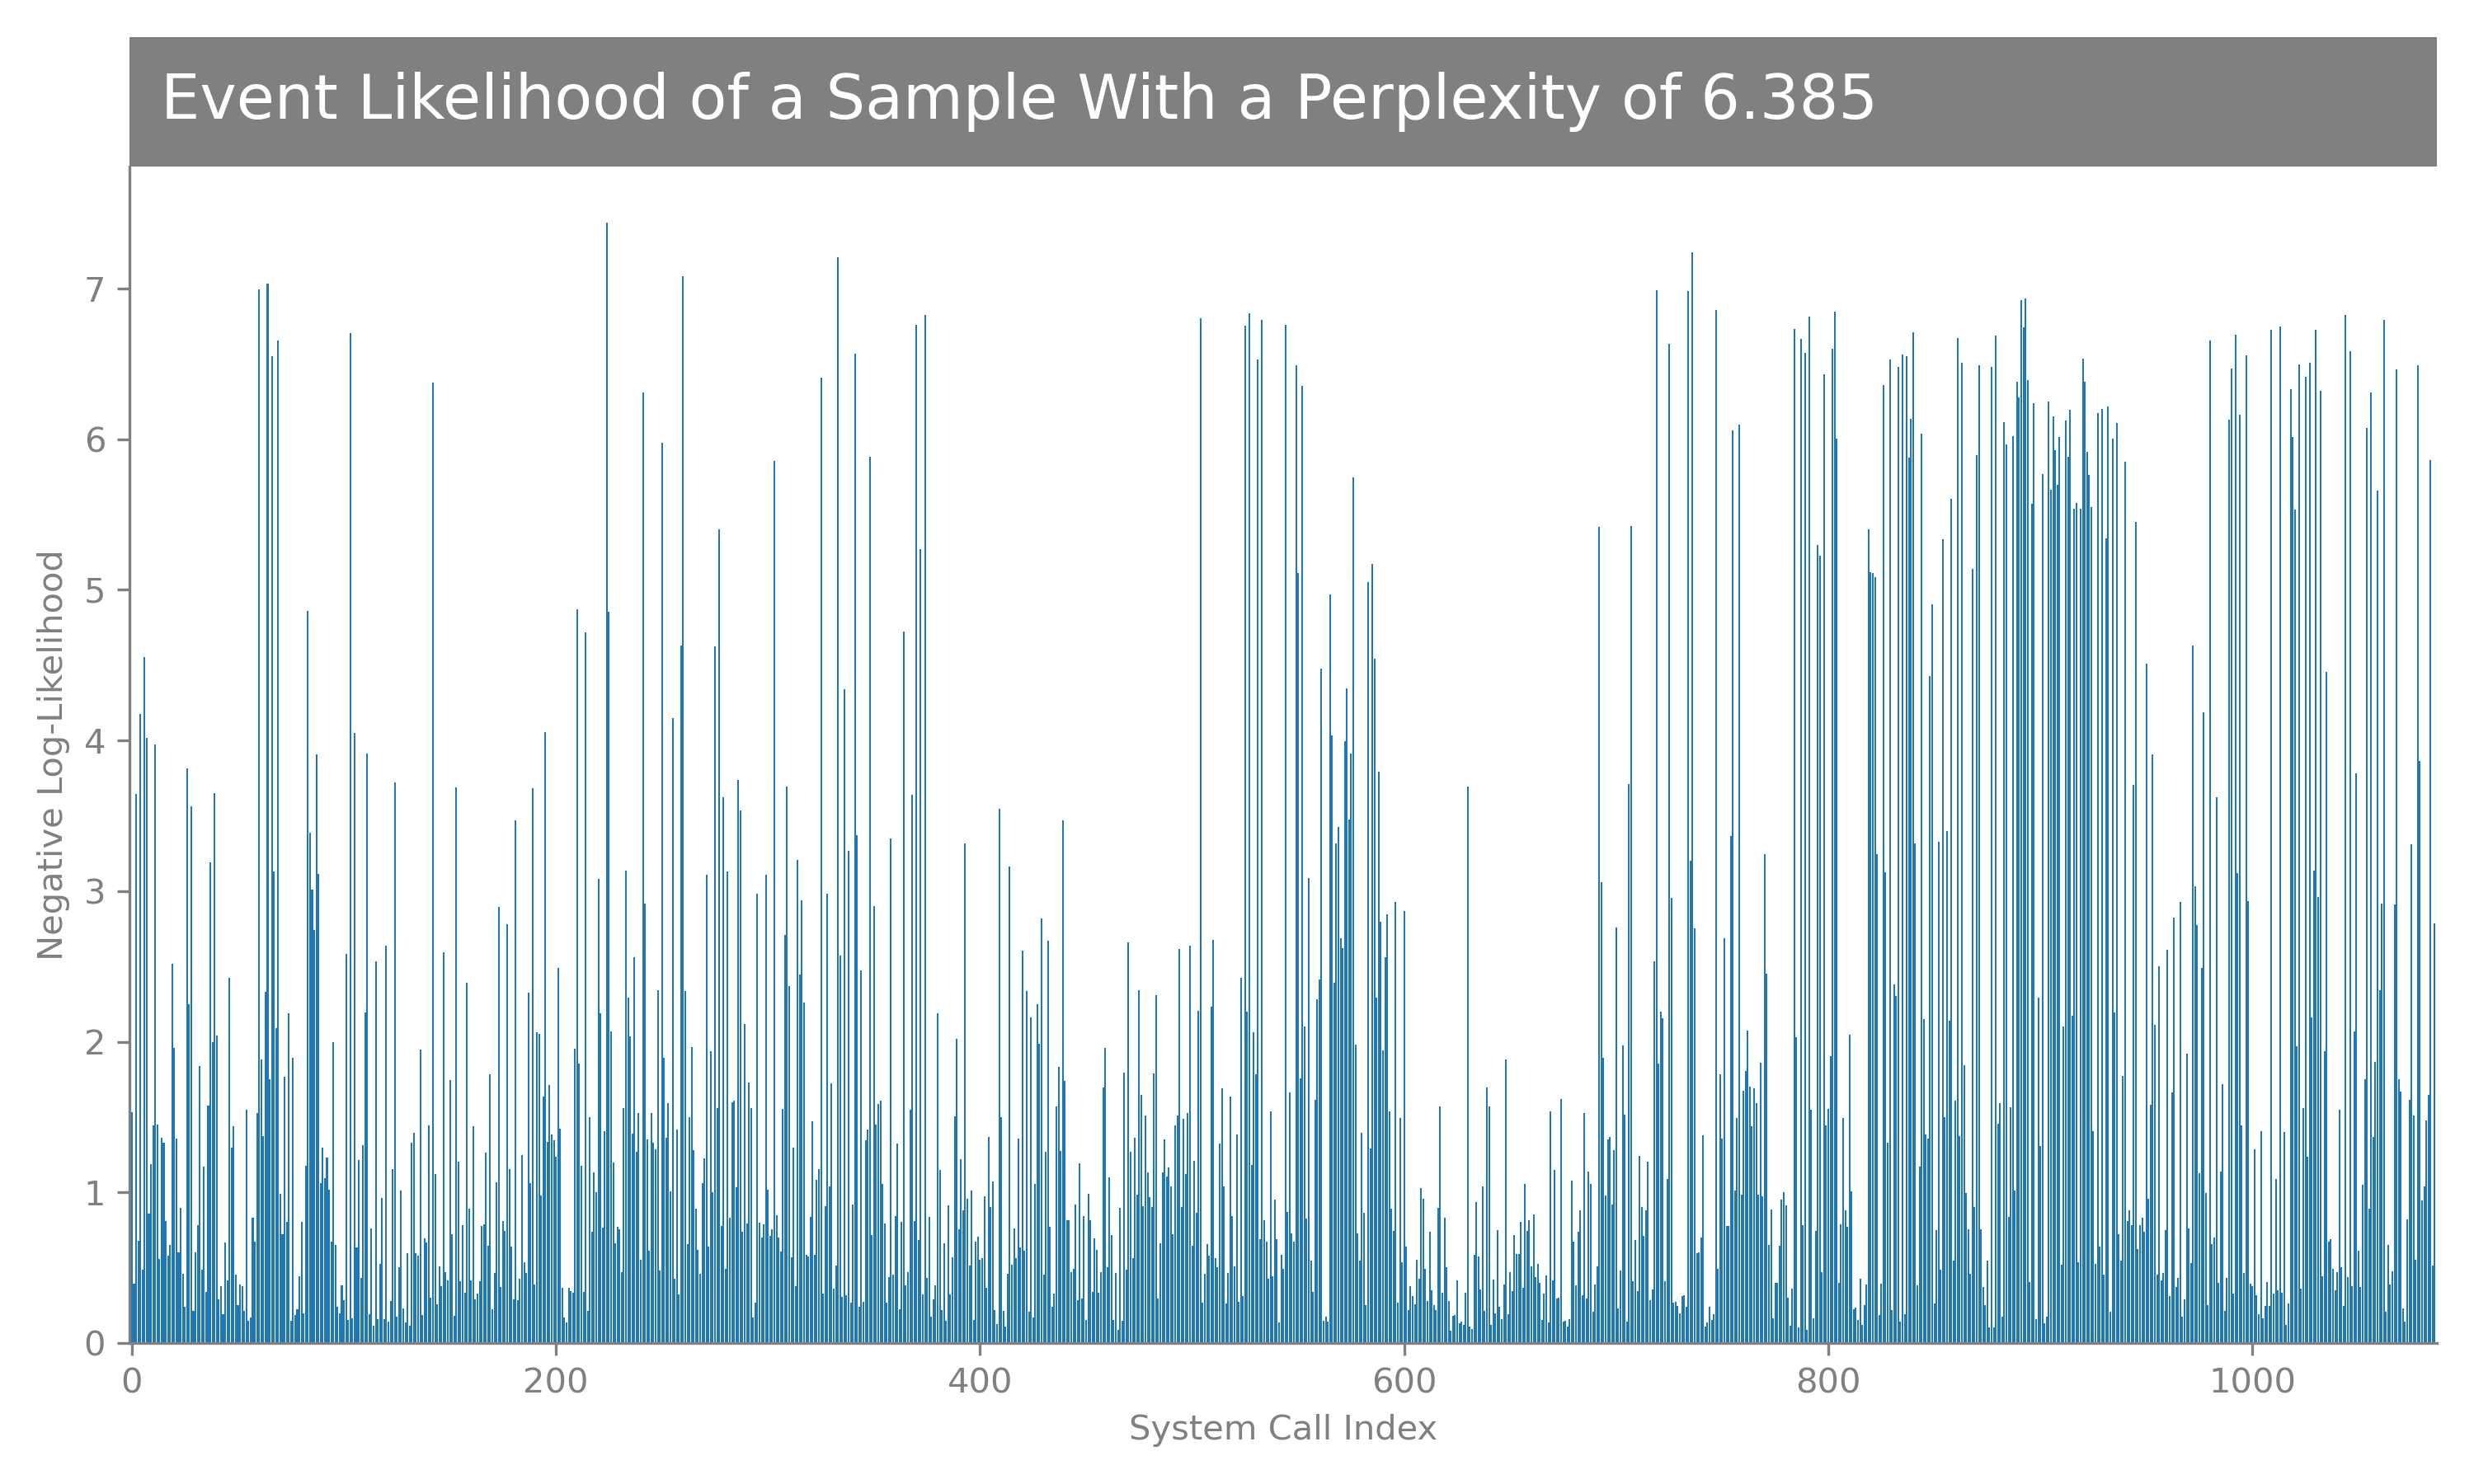 Event Likelihood of a Sample With a Perplexity of 6.385
Negative Log-Likelihood
7
6
5
4
3
2
1
0
0 200 400 600 800 1000
System Call Index